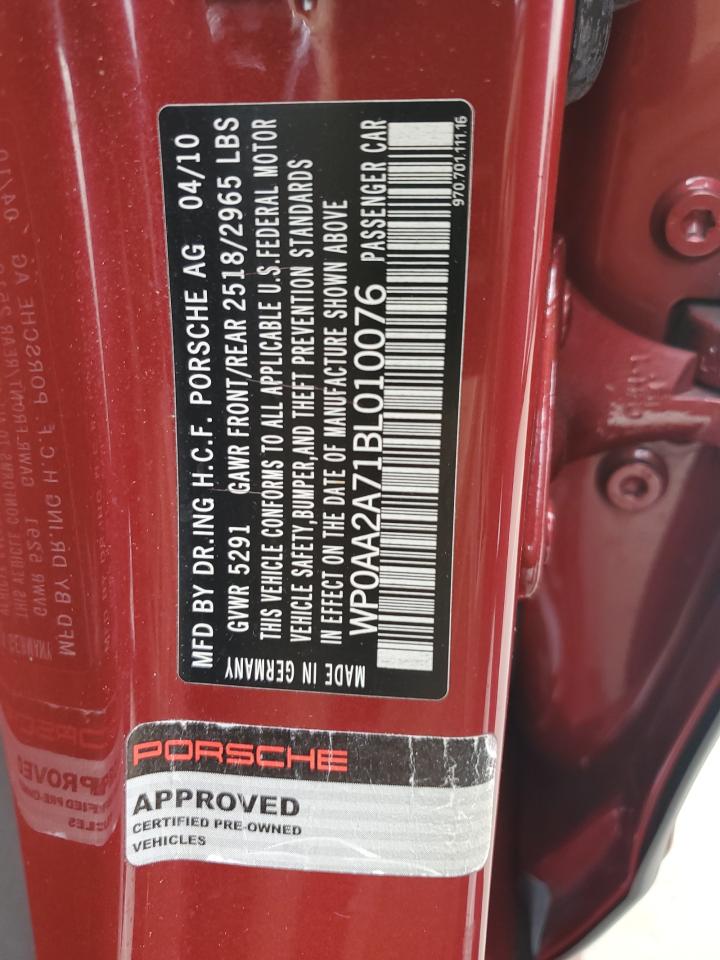 MFD BY DR.ING H.C.F. PORSCHE AG 04/10
GVWR 5291 GAWR FRONT/REAR 2518/2965 LBS
THIS VEHICLE CONFORMS TO ALL APPLICABLE U.S.FEDERAL MOTOR
VEHICLE SAFETY,BUMPER,AND THEFT PREVENTION STANDARDS
IN EFFECT ON THE DATE OF MANUFACTURE SHOWN ABOVE
WP0AA2A71BL010076 PASSENGER CAR
MADE IN GERMANY
970.701.111.16
PORSCHE
APPROVED
CERTIFIED PRE-OWNED
VEHICLES